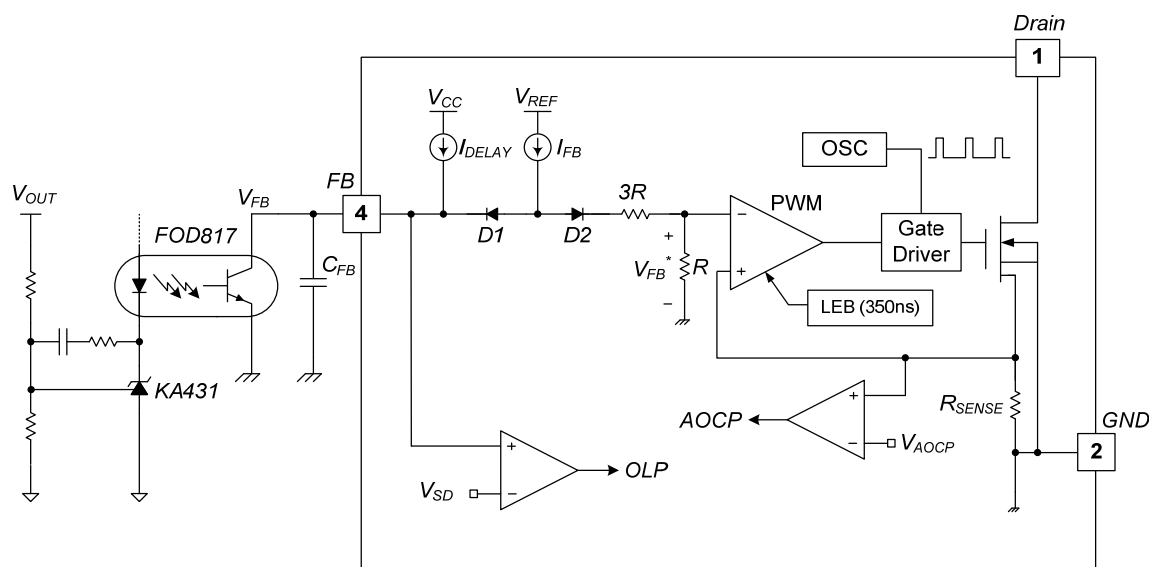 Drain
1
V_CC
V_REF
I_DELAY
I_FB
OSC
V_OUT
V_FB
FB
4
3R
PWM
FOD817
D1
D2
−
Gate
Driver
C_FB
+
V_FB*
R
−
+
LEB (350ns)
KA431
AOCP
+
−
V_AOCP
R_SENSE
GND
2
+
OLP
V_SD
−